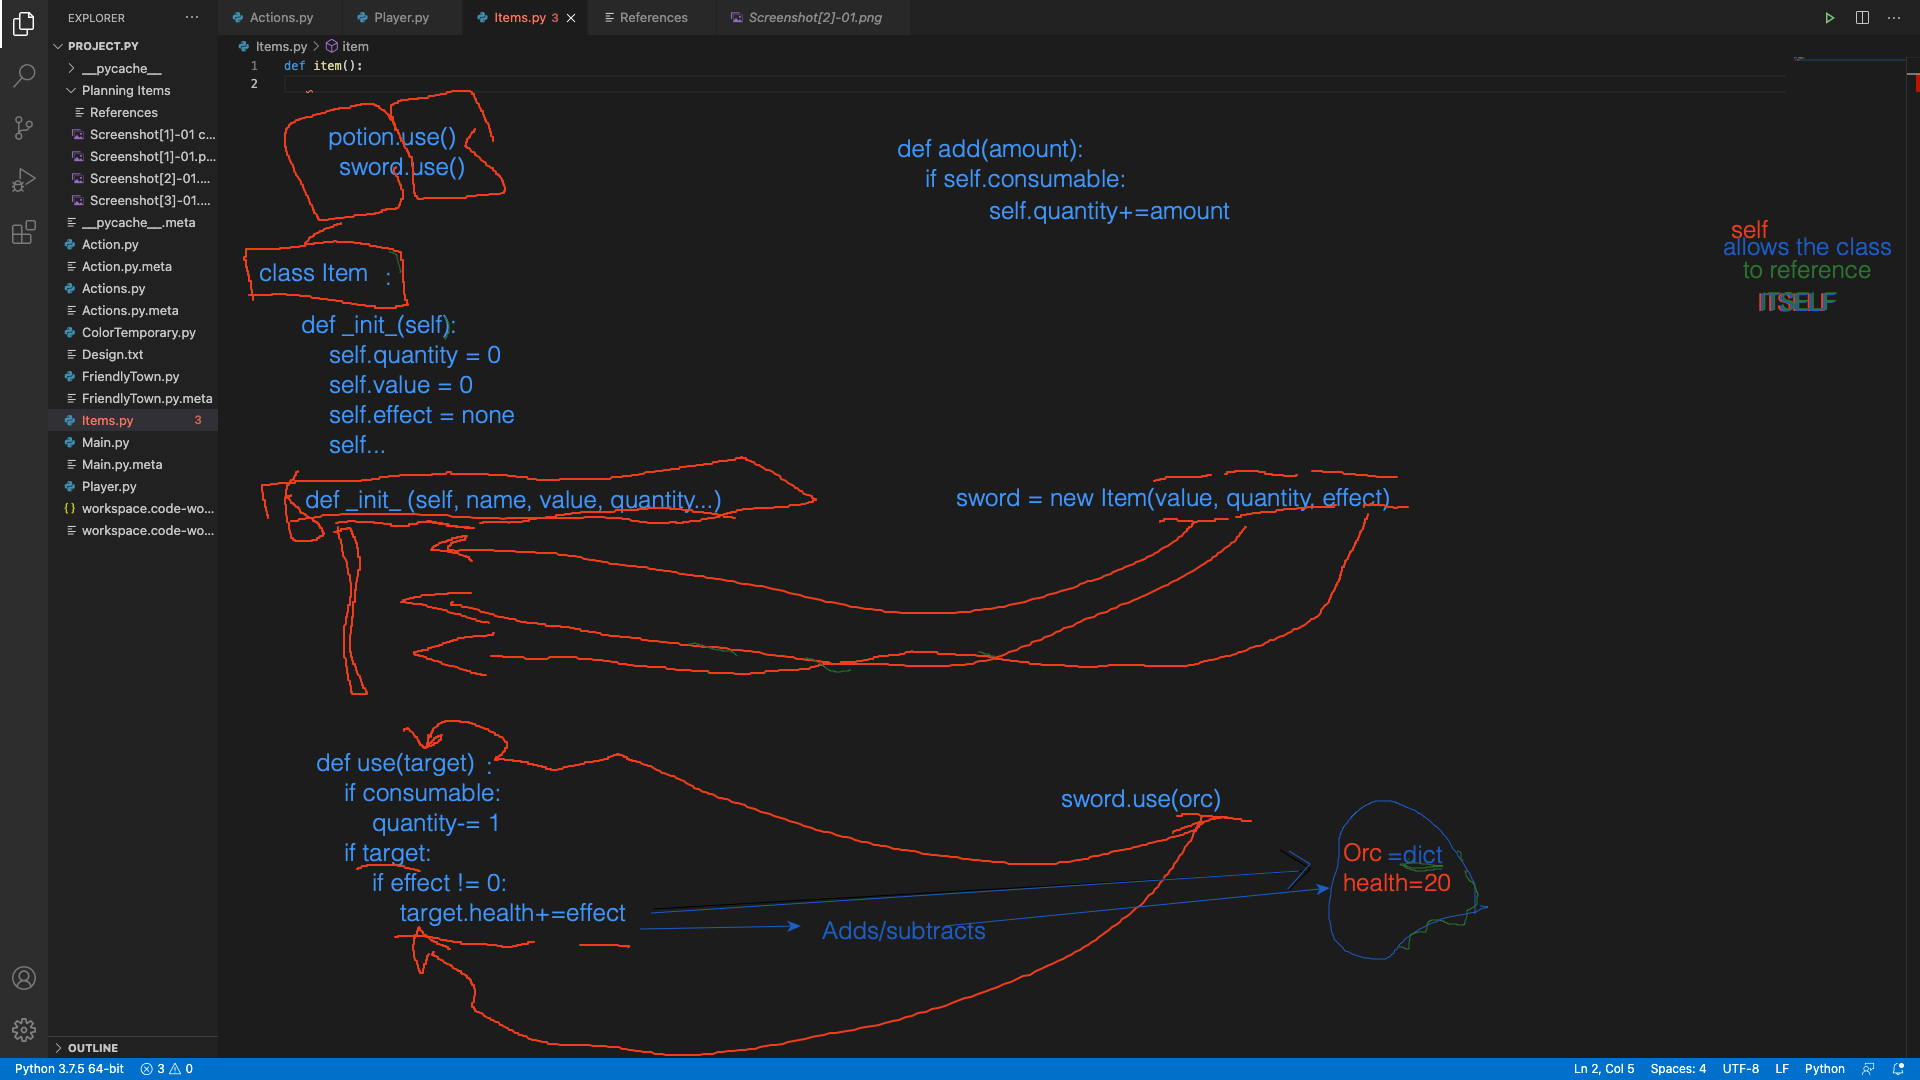 EXPLORER
...
PROJECT.PY
__pycache__
Planning Items
References
Screenshot[1]-01 c...
Screenshot[1]-01.p...
Screenshot[2]-01....
Screenshot[3]-01....
__pycache__.meta
Action.py
Action.py.meta
Actions.py
Actions.py.meta
ColorTemporary.py
Design.txt
FriendlyTown.py
FriendlyTown.py.meta
Items.py 3
Main.py
Main.py.meta
Player.py
workspace.code-wo...
workspace.code-wo...
OUTLINE
Actions.py
Player.py
Items.py 3
References
Screenshot[2]-01.png
Items.py > item
1 def item():
2
potion.use()
sword.use()
def add(amount):
if self.consumable:
self.quantity+=amount
self
allows the class
to reference
ITSELF
class Item :
def _init_(self):
self.quantity = 0
self.value = 0
self.effect = none
self...
def _init_ (self, name, value, quantity...)
sword = new Item(value, quantity, effect)
def use(target) :
if consumable:
quantity-= 1
if target:
if effect != 0:
target.health+=effect
Adds/subtracts
sword.use(orc)
Orc =dict
health=20
Python 3.7.5 64-bit
3 0
Ln 2, Col 5
Spaces: 4
UTF-8
LF
Python